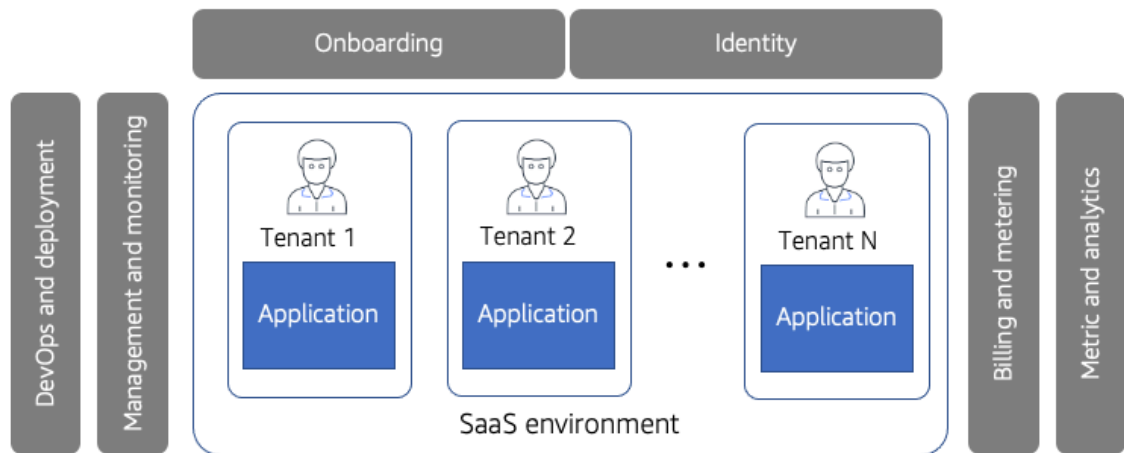 Onboarding
Identity
DevOps and deployment
Management and monitoring
Tenant 1
Application
Tenant 2
Application
...
Tenant N
Application
SaaS environment
Billing and metering
Metric and analytics